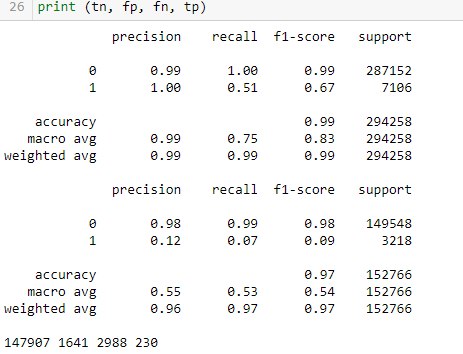 26 print (tn, fp, fn, tp)
precision recall f1-score support
0 0.99 1.00 0.99 287152
1 1.00 0.51 0.67 7106
accuracy 0.99 294258
macro avg 0.99 0.75 0.83 294258
weighted avg 0.99 0.99 0.99 294258
precision recall f1-score support
0 0.98 0.99 0.98 149548
1 0.12 0.07 0.09 3218
accuracy 0.97 152766
macro avg 0.55 0.53 0.54 152766
weighted avg 0.96 0.97 0.97 152766
147907 1641 2988 230